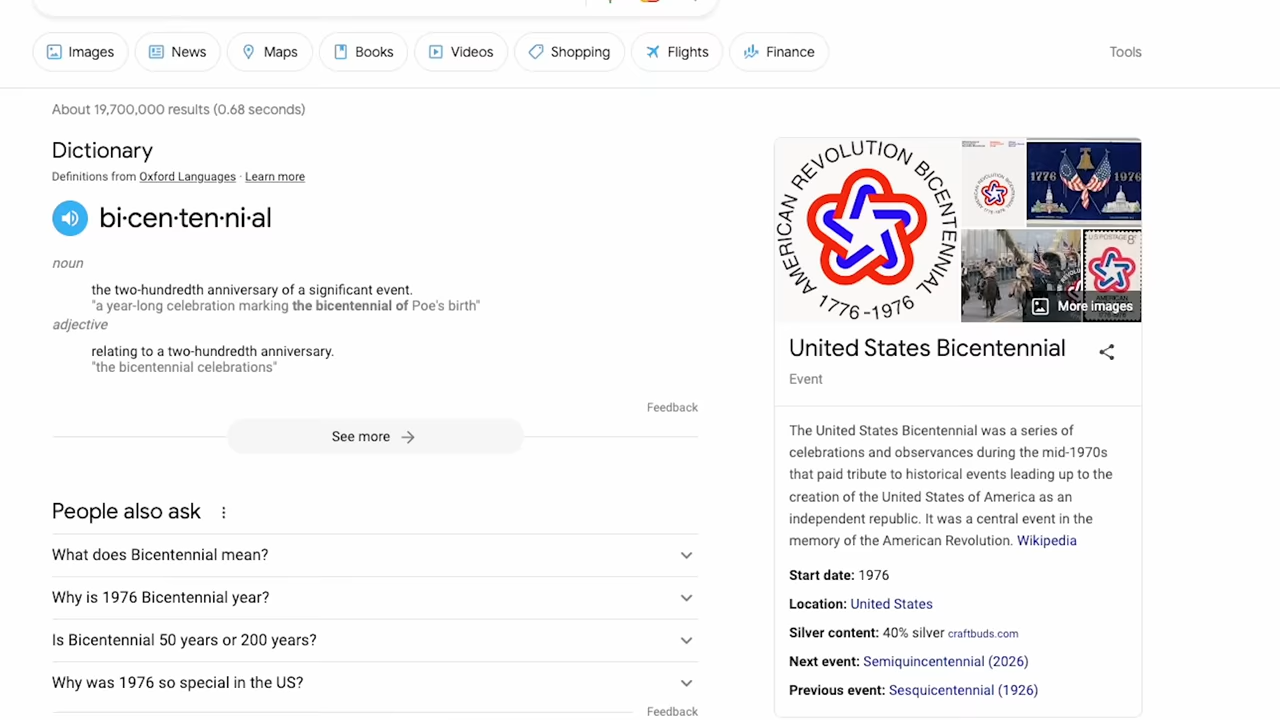 Images
News
Maps
Books
Videos
Shopping
Flights
Finance
Tools
About 19,700,000 results (0.68 seconds)
Dictionary
Definitions from Oxford Languages · Learn more
bi·cen·ten·ni·al
noun
the two-hundredth anniversary of a significant event.
"a year-long celebration marking the bicentennial of Poe's birth"
adjective
relating to a two-hundredth anniversary.
"the bicentennial celebrations"
Feedback
See more
People also ask
What does Bicentennial mean?
Why is 1976 Bicentennial year?
Is Bicentennial 50 years or 200 years?
Why was 1976 so special in the US?
Feedback
AMERICAN REVOLUTION BICENTENNIAL
1776-1976
1776 1976
U.S. POSTAGE 8c
More images
United States Bicentennial
Event
The United States Bicentennial was a series of
celebrations and observances during the mid-1970s
that paid tribute to historical events leading up to the
creation of the United States of America as an
independent republic. It was a central event in the
memory of the American Revolution. Wikipedia
Start date: 1976
Location: United States
Silver content: 40% silver craftbuds.com
Next event: Semiquincentennial (2026)
Previous event: Sesquicentennial (1926)